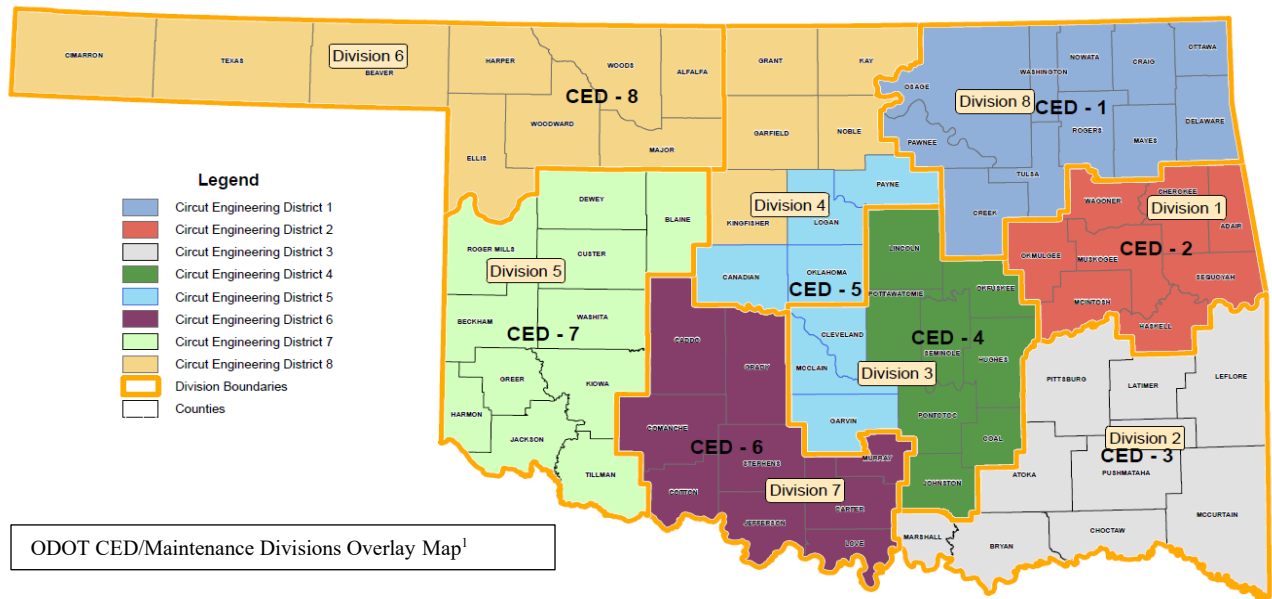 CIMARRON
TEXAS
Division 6
BEAVER
HARPER
WOODS
ALFALFA
CED - 8
WOODWARD
MAJOR
ELLIS
GRANT
KAY
GARFIELD
NOBLE
OSAGE
WASHINGTON
NOWATA
CRAIG
OTTAWA
Division 8
CED - 1
ROGERS
MAYES
DELAWARE
PAWNEE
TULSA
CREEK
PAYNE
Division 4
KINGFISHER
LOGAN
CANADIAN
OKLAHOMA
CED - 5
DEWEY
BLAINE
ROGER MILLS
CUSTER
Division 5
WASHITA
BECKHAM
CED - 7
GREER
KIOWA
HARMON
JACKSON
TILLMAN
CHEROKEE
WAGONER
Division 1
ADAIR
OKMULGEE
MUSKOGEE
CED - 2
SEQUOYAH
MCINTOSH
HASKELL
LINCOLN
OKFUSKEE
POTTAWATOMIE
CLEVELAND
CED - 4
SEMINOLE
HUGHES
MCCLAIN
Division 3
GARVIN
PONTOTOC
COAL
JOHNSTON
CADDO
GRADY
COMANCHE
CED - 6
STEPHENS
MURRAY
COTTON
Division 7
JEFFERSON
CARTER
LOVE
PITTSBURG
LATIMER
LEFLORE
Division 2
CED - 3
PUSHMATAHA
ATOKA
MCCURTAIN
CHOCTAW
MARSHALL
BRYAN
Legend
Circut Engineering District 1
Circut Engineering District 2
Circut Engineering District 3
Circut Engineering District 4
Circut Engineering District 5
Circut Engineering District 6
Circut Engineering District 7
Circut Engineering District 8
Division Boundaries
Counties
ODOT CED/Maintenance Divisions Overlay Map¹